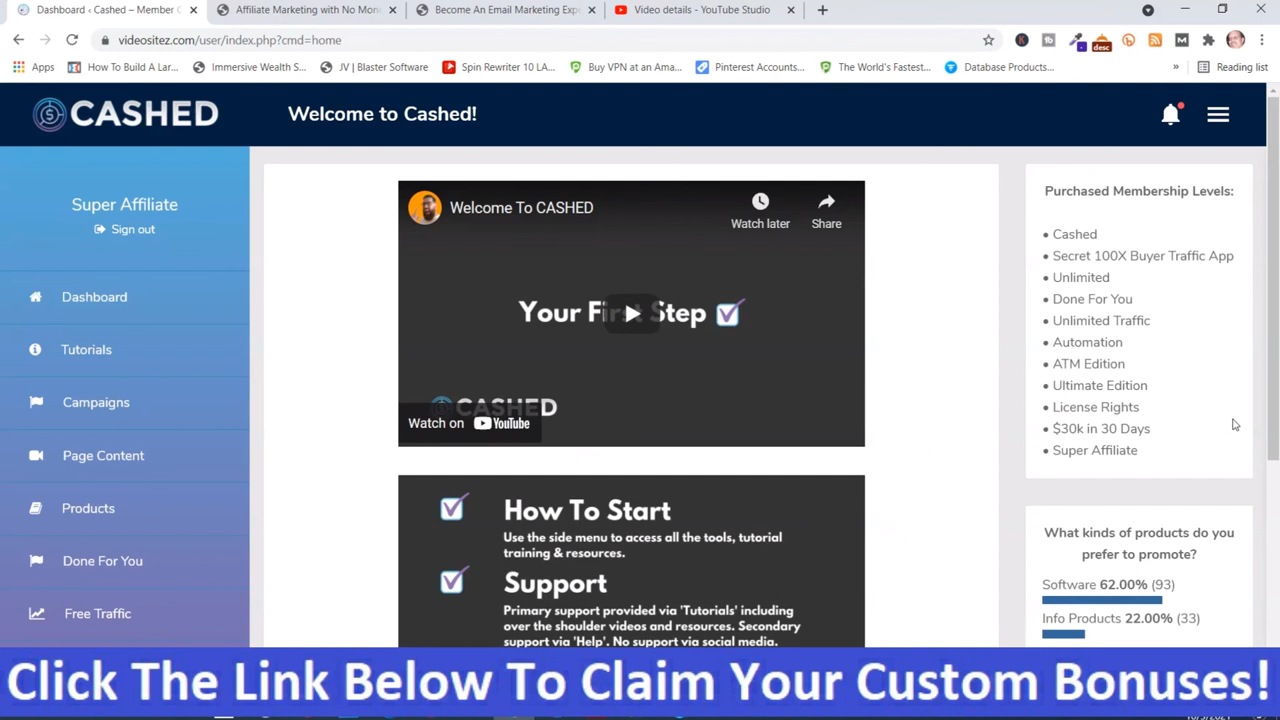 Dashboard ‹ Cashed – Member C
Affiliate Marketing with No Mon
Become An Email Marketing Exp
Video details - YouTube Studio
videositez.com/user/index.php?cmd=home
desc
Apps
How To Build A Lar...
Immersive Wealth S...
JV | Blaster Software
Spin Rewriter 10 LA...
Buy VPN at an Ama...
Pinterest Accounts...
The World's Fastest...
Database Products...
»
Reading list
CASHED
Welcome to Cashed!
Super Affiliate
Sign out
Dashboard
Tutorials
Campaigns
Page Content
Products
Done For You
Free Traffic
Welcome To CASHED
Watch later
Share
Your First Step
CASHED
Watch on YouTube
How To Start
Use the side menu to access all the tools, tutorial
training & resources.
Support
Primary support provided via 'Tutorials' including
over the shoulder videos and resources. Secondary
support via 'Help'. No support via social media.
Purchased Membership Levels:
• Cashed
• Secret 100X Buyer Traffic App
• Unlimited
• Done For You
• Unlimited Traffic
• Automation
• ATM Edition
• Ultimate Edition
• License Rights
• $30k in 30 Days
• Super Affiliate
What kinds of products do you
prefer to promote?
Software 62.00% (93)
Info Products 22.00% (33)
Click The Link Below To Claim Your Custom Bonuses!